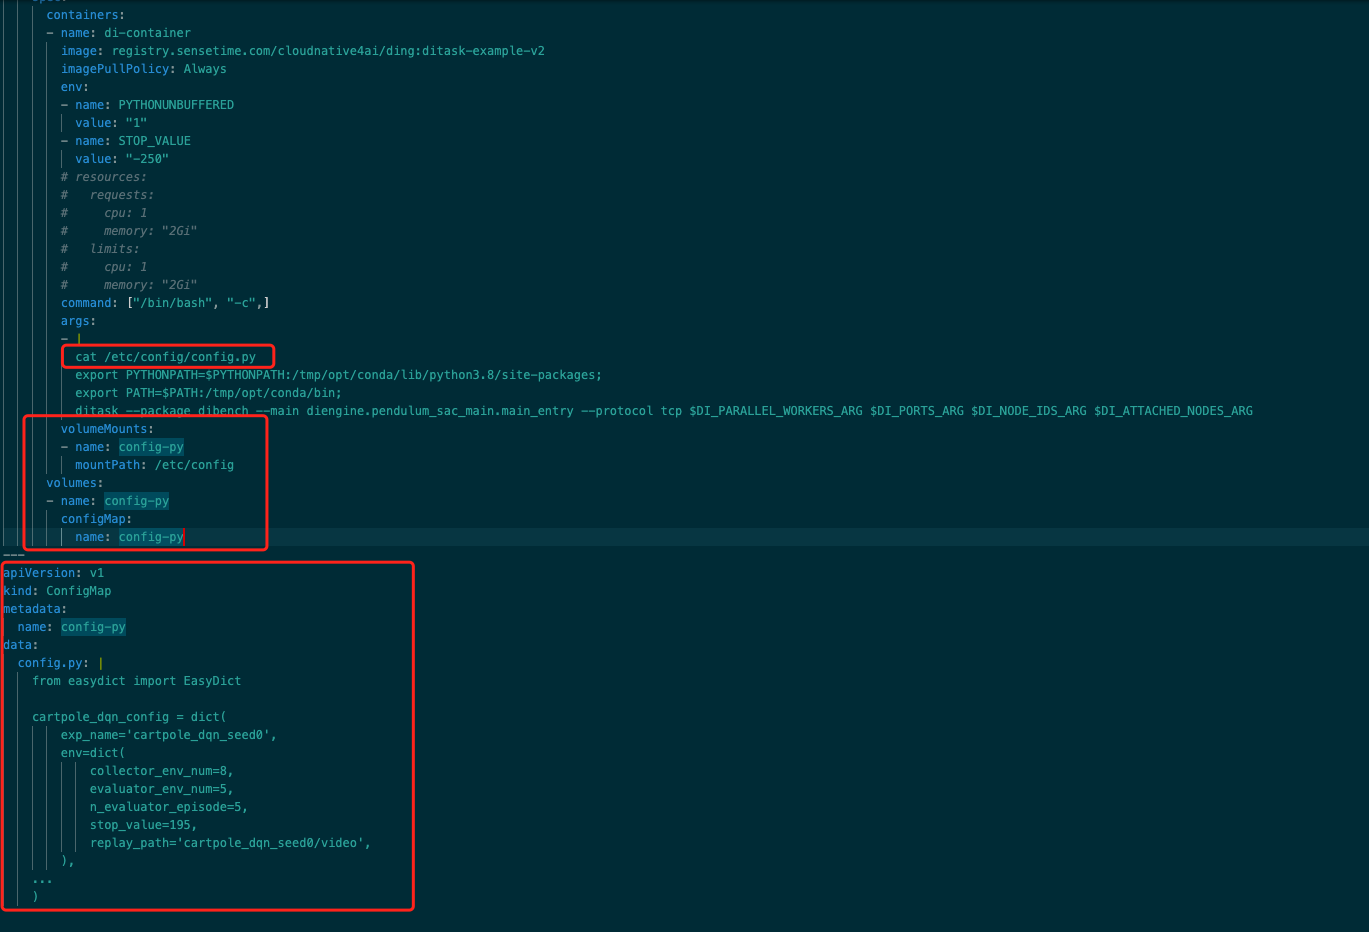 containers:
- name: di-container
image: registry.sensetime.com/cloudnative4ai/ding:ditask-example-v2
imagePullPolicy: Always
env:
- name: PYTHONUNBUFFERED
value: "1"
- name: STOP_VALUE
value: "-250"
# resources:
#   requests:
#     cpu: 1
#     memory: "2Gi"
#   limits:
#     cpu: 1
#     memory: "2Gi"
command: ["/bin/bash", "-c",]
args:
- |
cat /etc/config/config.py
export PYTHONPATH=$PYTHONPATH:/tmp/opt/conda/lib/python3.8/site-packages;
export PATH=$PATH:/tmp/opt/conda/bin;
ditask --package dibench --main diengine.pendulum_sac_main.main_entry --protocol tcp $DI_PARALLEL_WORKERS_ARG $DI_PORTS_ARG $DI_NODE_IDS_ARG $DI_ATTACHED_NODES_ARG
volumeMounts:
- name: config-py
mountPath: /etc/config
volumes:
- name: config-py
configMap:
name: config-py
---
apiVersion: v1
kind: ConfigMap
metadata:
name: config-py
data:
config.py: |
from easydict import EasyDict
cartpole_dqn_config = dict(
exp_name='cartpole_dqn_seed0',
env=dict(
collector_env_num=8,
evaluator_env_num=5,
n_evaluator_episode=5,
stop_value=195,
replay_path='cartpole_dqn_seed0/video',
),
...
)